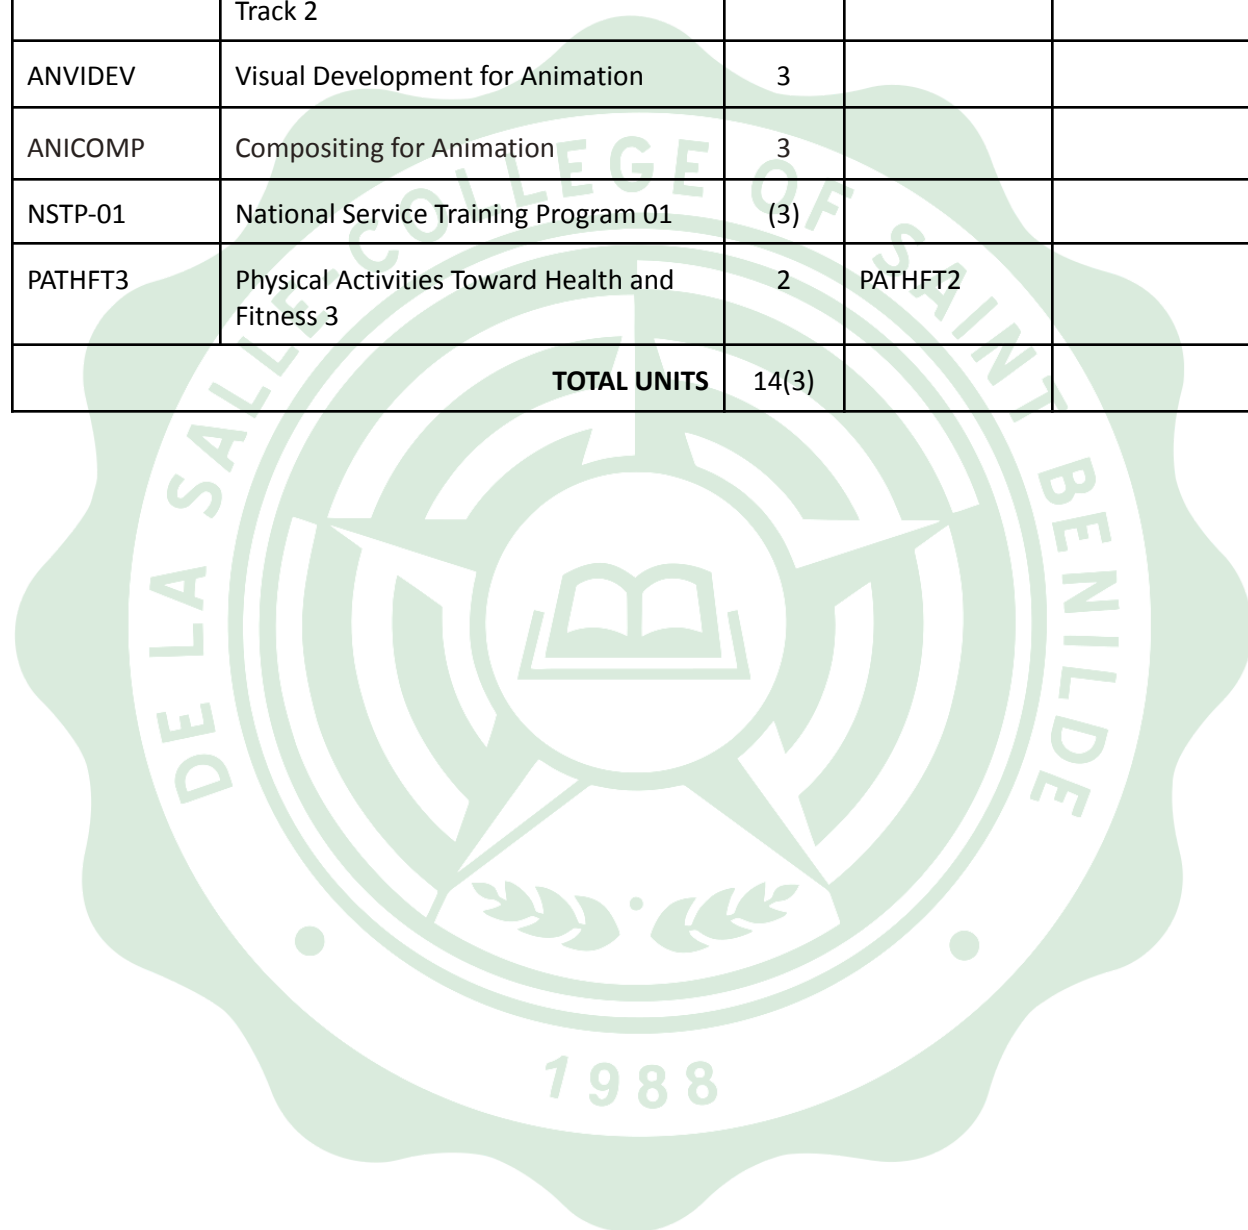 Track 2
ANVIDEV Visual Development for Animation 3
ANICOMP Compositing for Animation 3
NSTP-01 National Service Training Program 01 (3)
PATHFT3 Physical Activities Toward Health and 2 PATHFT2
Fitness 3
TOTAL UNITS 14(3)
DE LA SALLE-COLLEGE OF SAINT BENILDE
1988